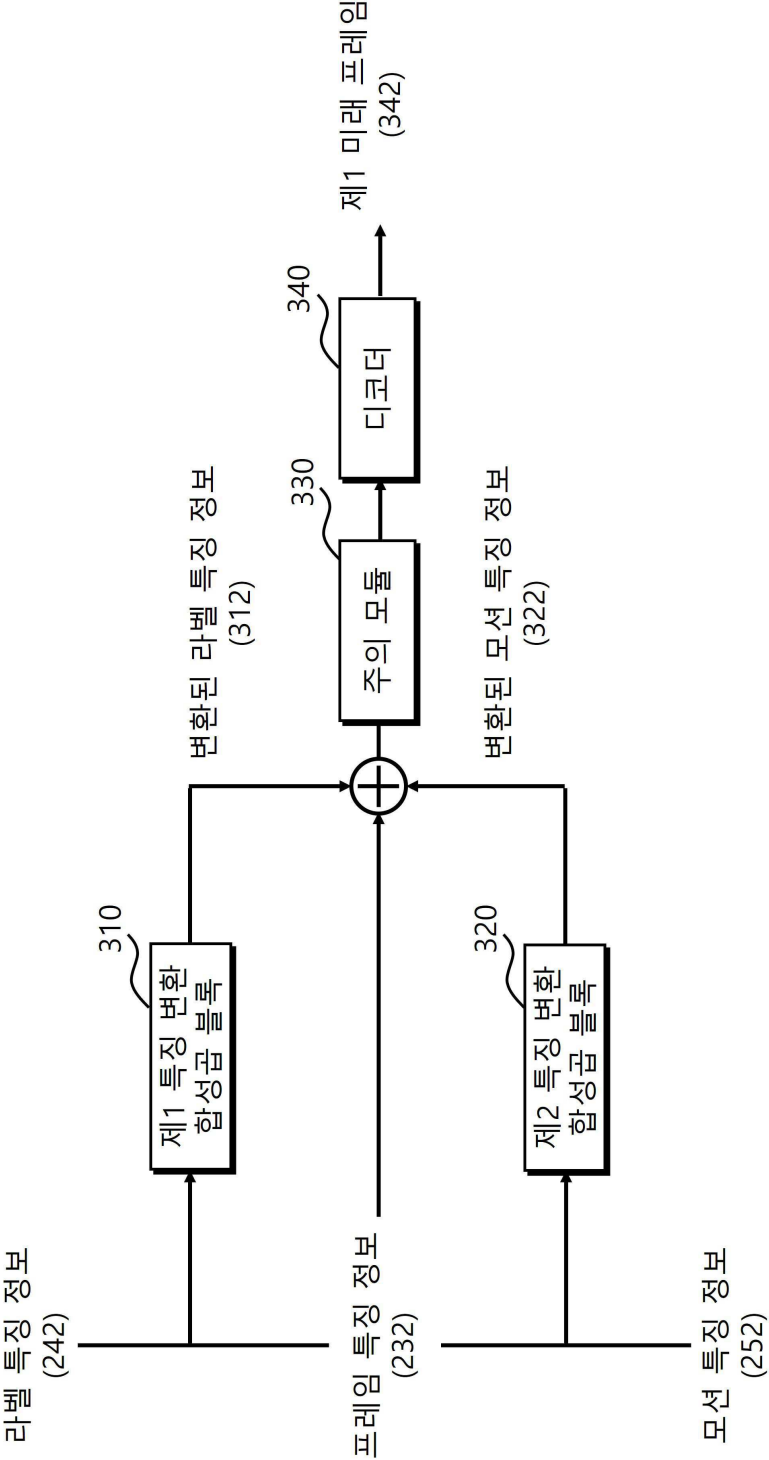 라벨 특징 정보
(242)
프레임 특징 정보
(232)
모션 특징 정보
(252)
310
제1 특징 변환
합성곱 블록
320
제2 특징 변환
합성곱 블록
변환된 라벨 특징 정보
(312)
변환된 모션 특징 정보
(322)
330
주의 모듈
340
디코더
제1 미래 프레임
(342)